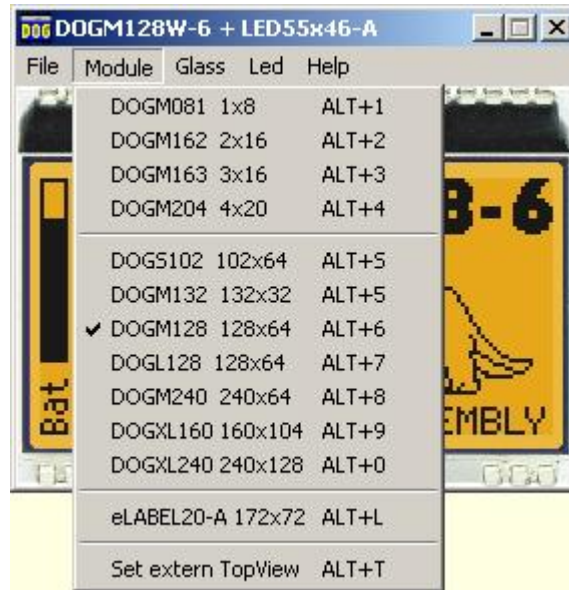 DOG DOGM128W-6 + LED55x46-A
File Module Glass Led Help
DOGM081 1x8 ALT+1
DOGM162 2x16 ALT+2
DOGM163 3x16 ALT+3
DOGM204 4x20 ALT+4
DOGS102 102x64 ALT+S
DOGM132 132x32 ALT+5
DOGM128 128x64 ALT+6
DOGL128 128x64 ALT+7
DOGM240 240x64 ALT+8
DOGXL160 160x104 ALT+9
DOGXL240 240x128 ALT+0
eLABEL20-A 172x72 ALT+L
Set extern TopView ALT+T
8-6
Bat
EMBLY